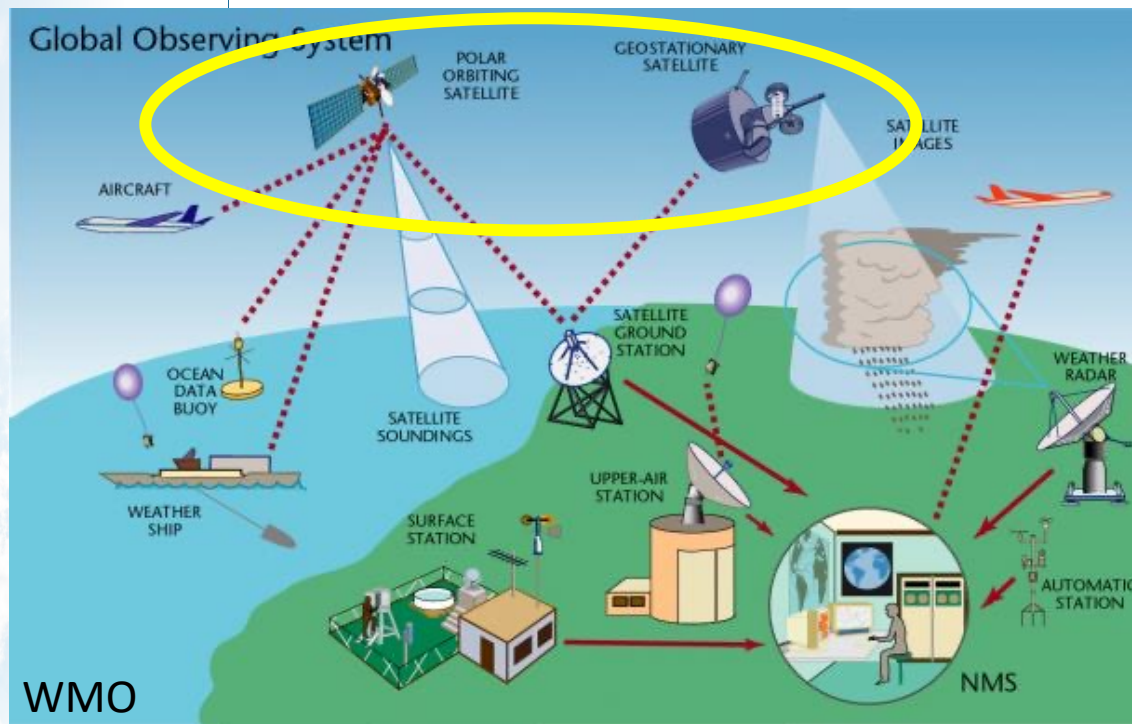 Global Observing System
POLAR
ORBITING
SATELLITE
GEOSTATIONARY
SATELLITE
SATELLITE
IMAGES
AIRCRAFT
SATELLITE
GROUND
STATION
WEATHER
RADAR
OCEAN
DATA
BUOY
SATELLITE
SOUNDINGS
UPPER-AIR
STATION
WEATHER
SHIP
SURFACE
STATION
AUTOMATIC
STATION
NMS
WMO